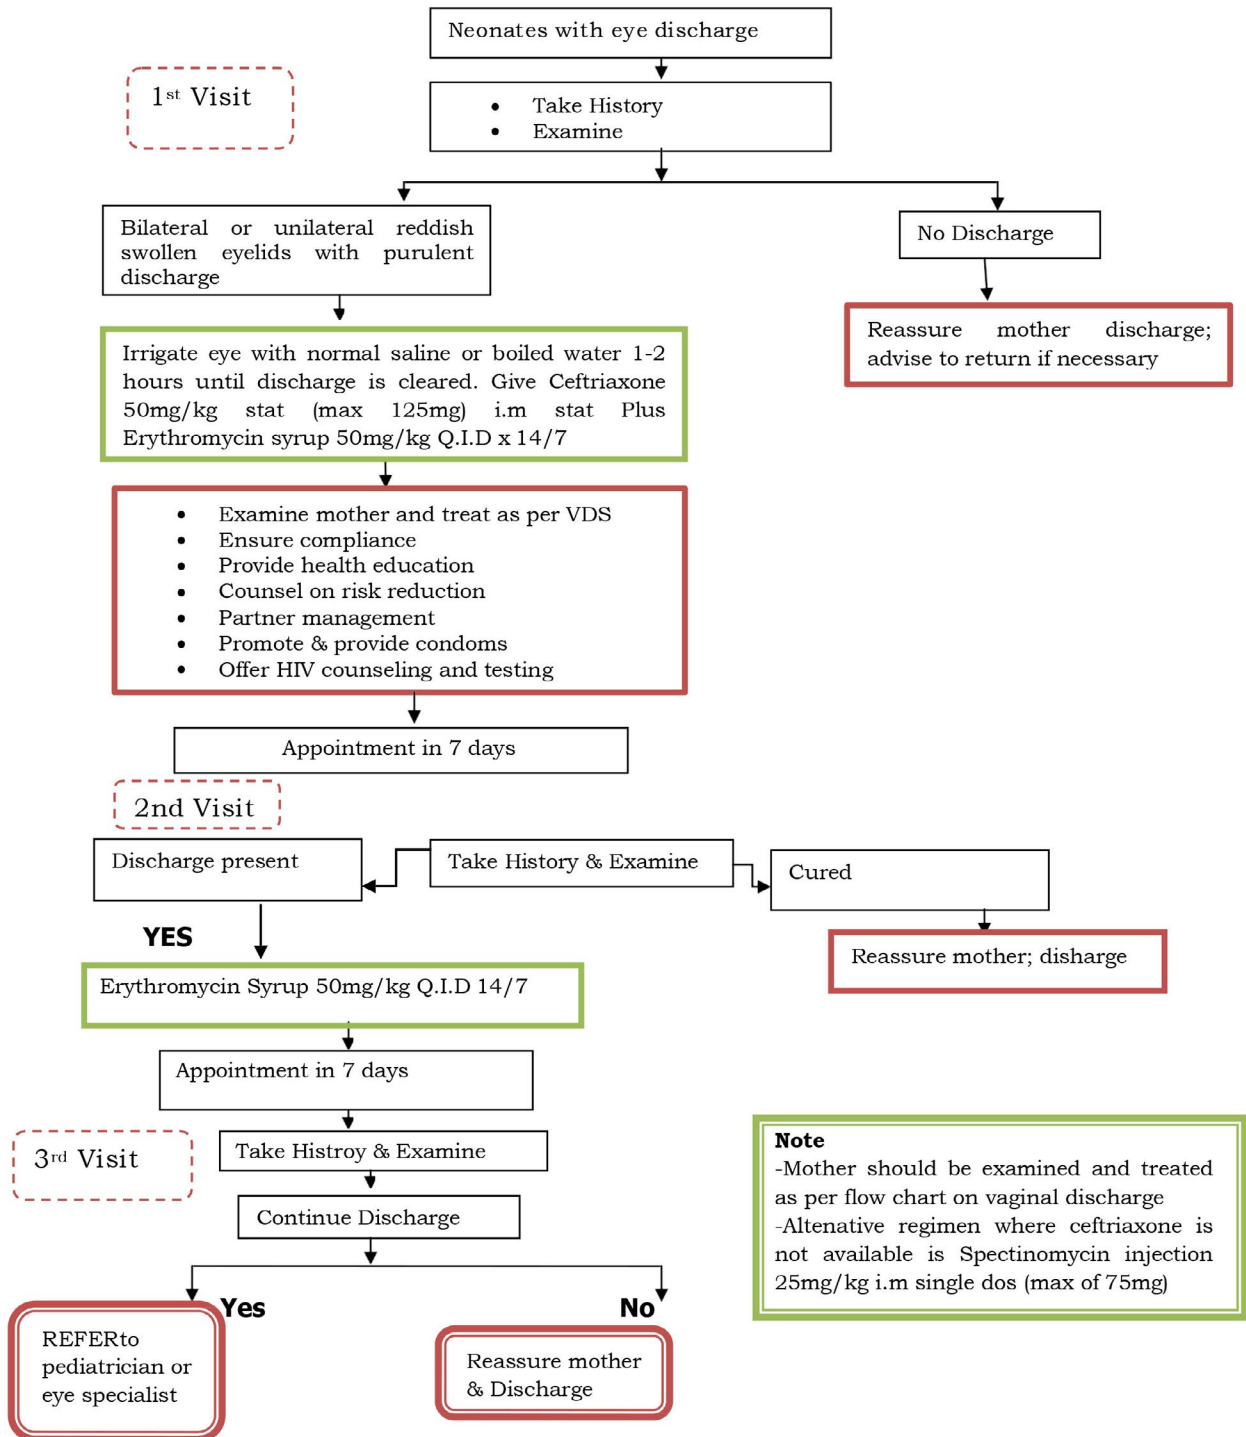 Neonates with eye discharge
1st Visit
• Take History
• Examine
Bilateral or unilateral reddish
swollen eyelids with purulent
discharge
No Discharge
Irrigate eye with normal saline or boiled water 1-2
hours until discharge is cleared. Give Ceftriaxone
50mg/kg stat (max 125mg) i.m stat Plus
Erythromycin syrup 50mg/kg Q.I.D x 14/7
Reassure mother discharge;
advise to return if necessary
• Examine mother and treat as per VDS
• Ensure compliance
• Provide health education
• Counsel on risk reduction
• Partner management
• Promote & provide condoms
• Offer HIV counseling and testing
Appointment in 7 days
2nd Visit
Discharge present
Take History & Examine
Cured
YES
Reassure mother; disharge
Erythromycin Syrup 50mg/kg Q.I.D 14/7
Appointment in 7 days
3rd Visit
Take Histroy & Examine
Continue Discharge
Yes
No
REFERto
pediatrician or
eye specialist
Reassure mother
& Discharge
Note
-Mother should be examined and treated
as per flow chart on vaginal discharge
-Altenative regimen where ceftriaxone is
not available is Spectinomycin injection
25mg/kg i.m single dos (max of 75mg)